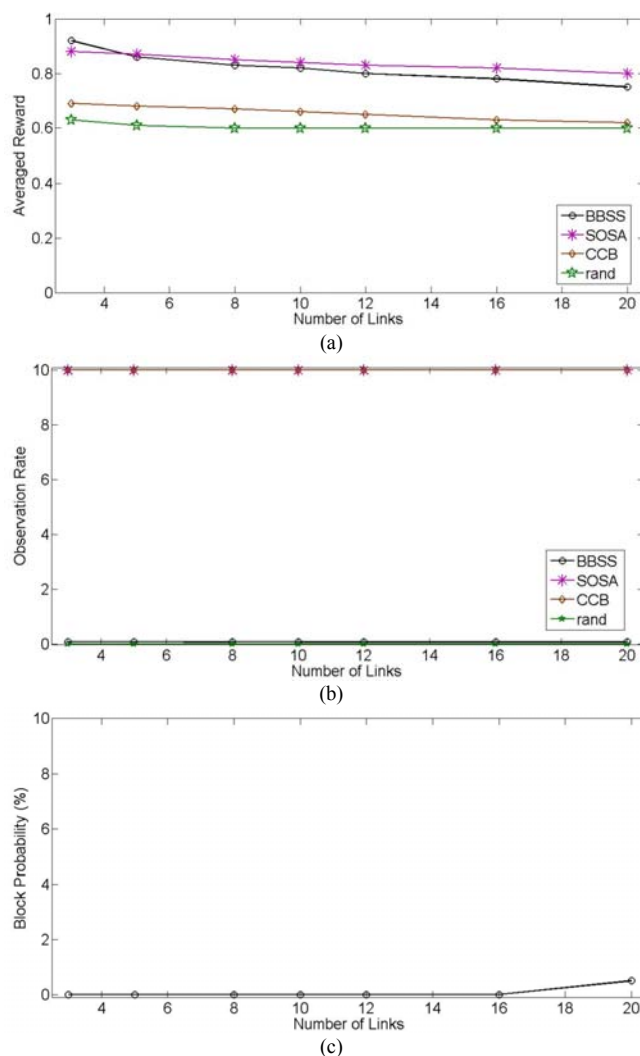 1
0.8
0.6
0.4
0.2
0
Averaged Reward
BBSS
SOSA
CCB
rand
4 6 8 10 12 14 16 18 20
Number of Links
(a)
10
8
6
4
2
0
Observation Rate
BBSS
SOSA
CCB
rand
4 6 8 10 12 14 16 18 20
Number of Links
(b)
10
8
6
4
2
0
Block Probability (%)
4 6 8 10 12 14 16 18 20
Number of Links
(c)